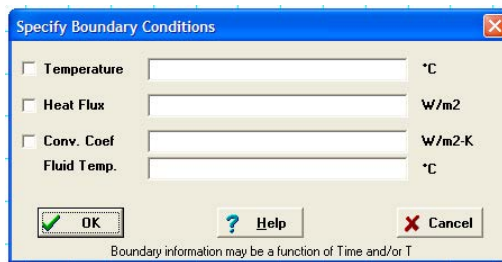 Specify Boundary Conditions
Temperature °C
Heat Flux W/m2
Conv. Coef W/m2-K
Fluid Temp. °C
OK Help Cancel
Boundary information may be a function of Time and/or T